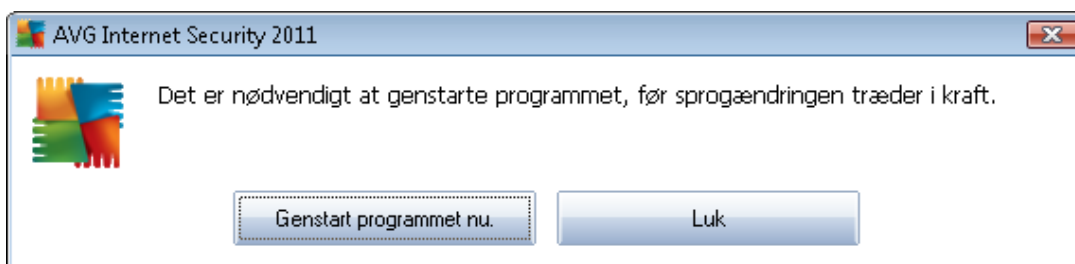 AVG Internet Security 2011
Det er nødvendigt at genstarte programmet, før sprogændringen træder i kraft.
Genstart programmet nu.
Luk